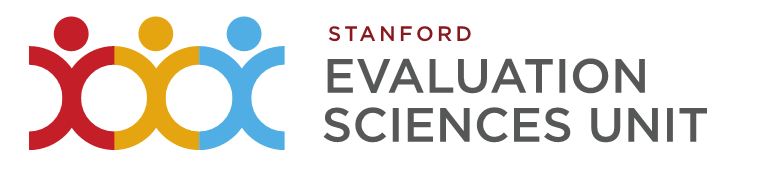 STANFORD
EVALUATION
SCIENCES UNIT